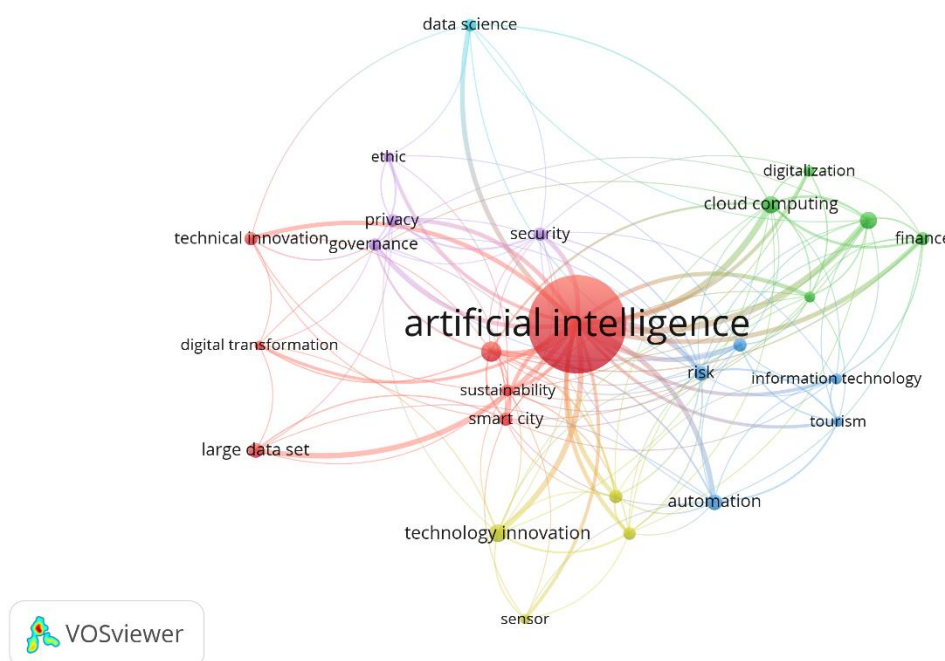 data science
ethic
digitalization
privacy
cloud computing
technical innovation
governance
security
finance
artificial intelligence
digital transformation
sustainability
risk
information technology
smart city
tourism
large data set
automation
technology innovation
sensor
VOSviewer